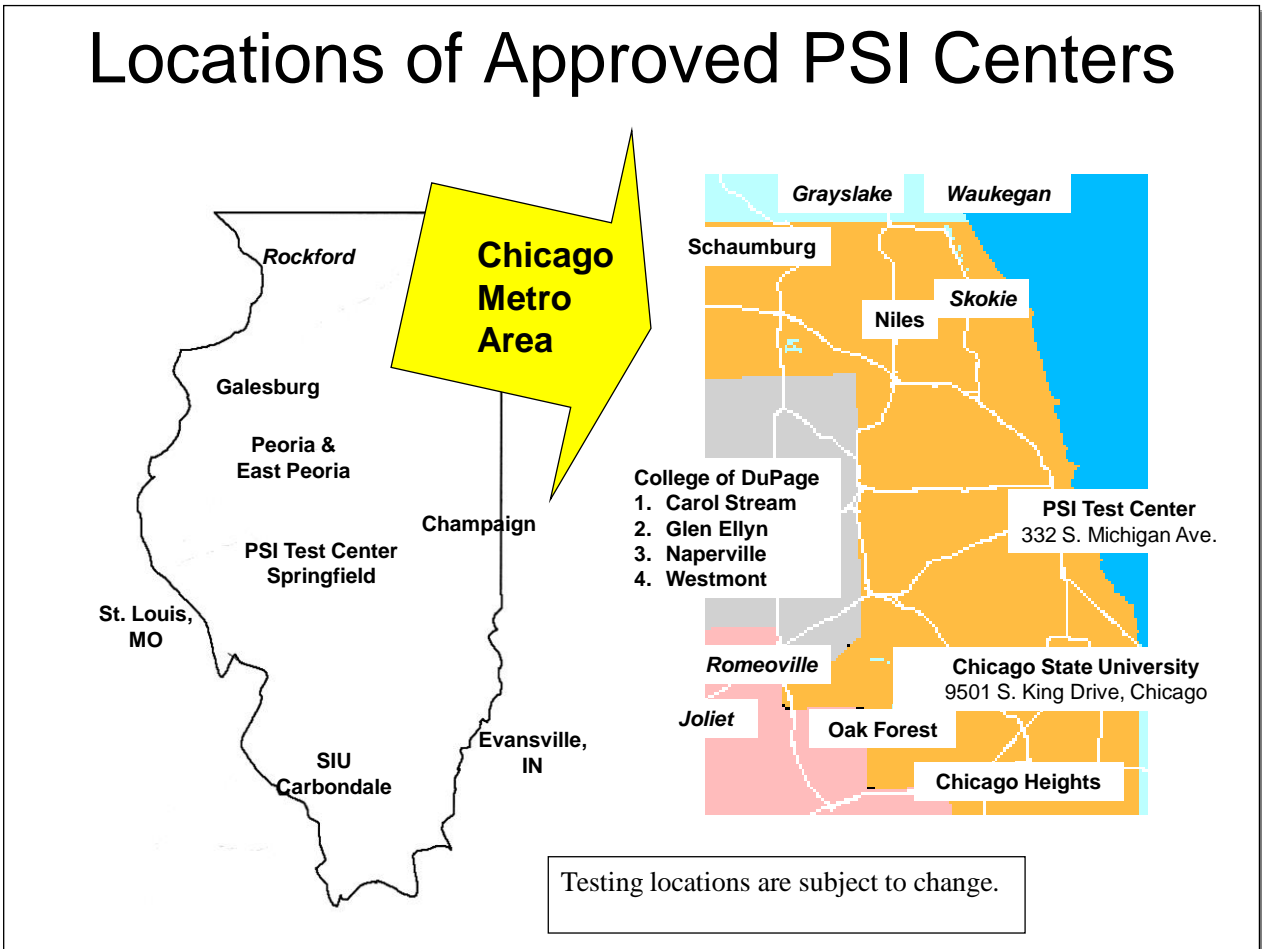 Locations of Approved PSI Centers
Rockford
Galesburg
Peoria &
East Peoria
Champaign
PSI Test Center
Springfield
St. Louis,
MO
Evansville,
IN
SIU
Carbondale
Chicago
Metro
Area
Grayslake
Waukegan
Schaumburg
Skokie
Niles
College of DuPage
1. Carol Stream
2. Glen Ellyn
3. Naperville
4. Westmont
PSI Test Center
332 S. Michigan Ave.
Romeoville
Chicago State University
9501 S. King Drive, Chicago
Joliet
Oak Forest
Chicago Heights
Testing locations are subject to change.